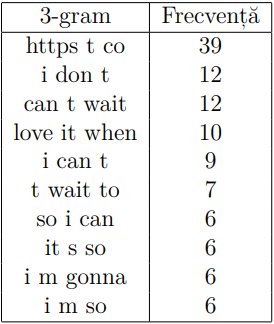 3-gram Frecvență
https t co 39
i don t 12
can t wait 12
love it when 10
i can t 9
t wait to 7
so i can 6
it s so 6
i m gonna 6
i m so 6